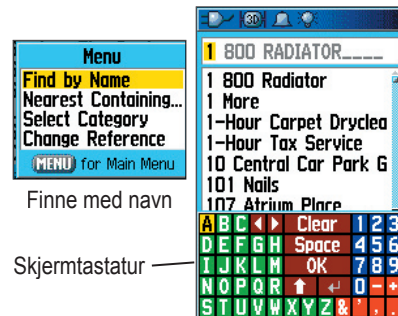 Menu
Find by Name
Nearest Containing...
Select Category
Change Reference
MENU for Main Menu
Finne med navn
Skjermtastatur
3D
1 800 RADIATOR____
1 800 Radiator
1 More
1-Hour Carpet Dryclea
1-Hour Tax Service
10 Central Car Park G
101 Nails
107 Atrium Place
A B C Clear 1 2 3
D E F G H Space 4 5 6
I J K L M OK 7 8 9
N O P Q R 0 - +
S T U V W X Y Z & ' , .